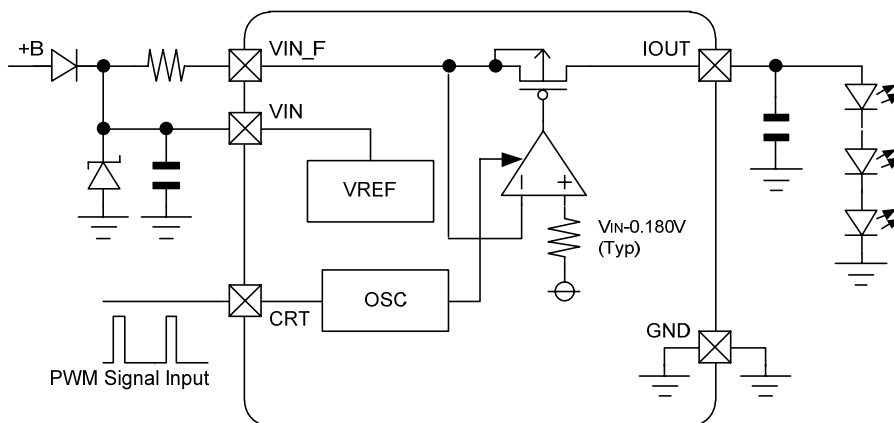 +B
VIN_F
IOUT
VIN
VREF
VIN-0.180V
(Typ)
OSC
CRT
GND
PWM Signal Input